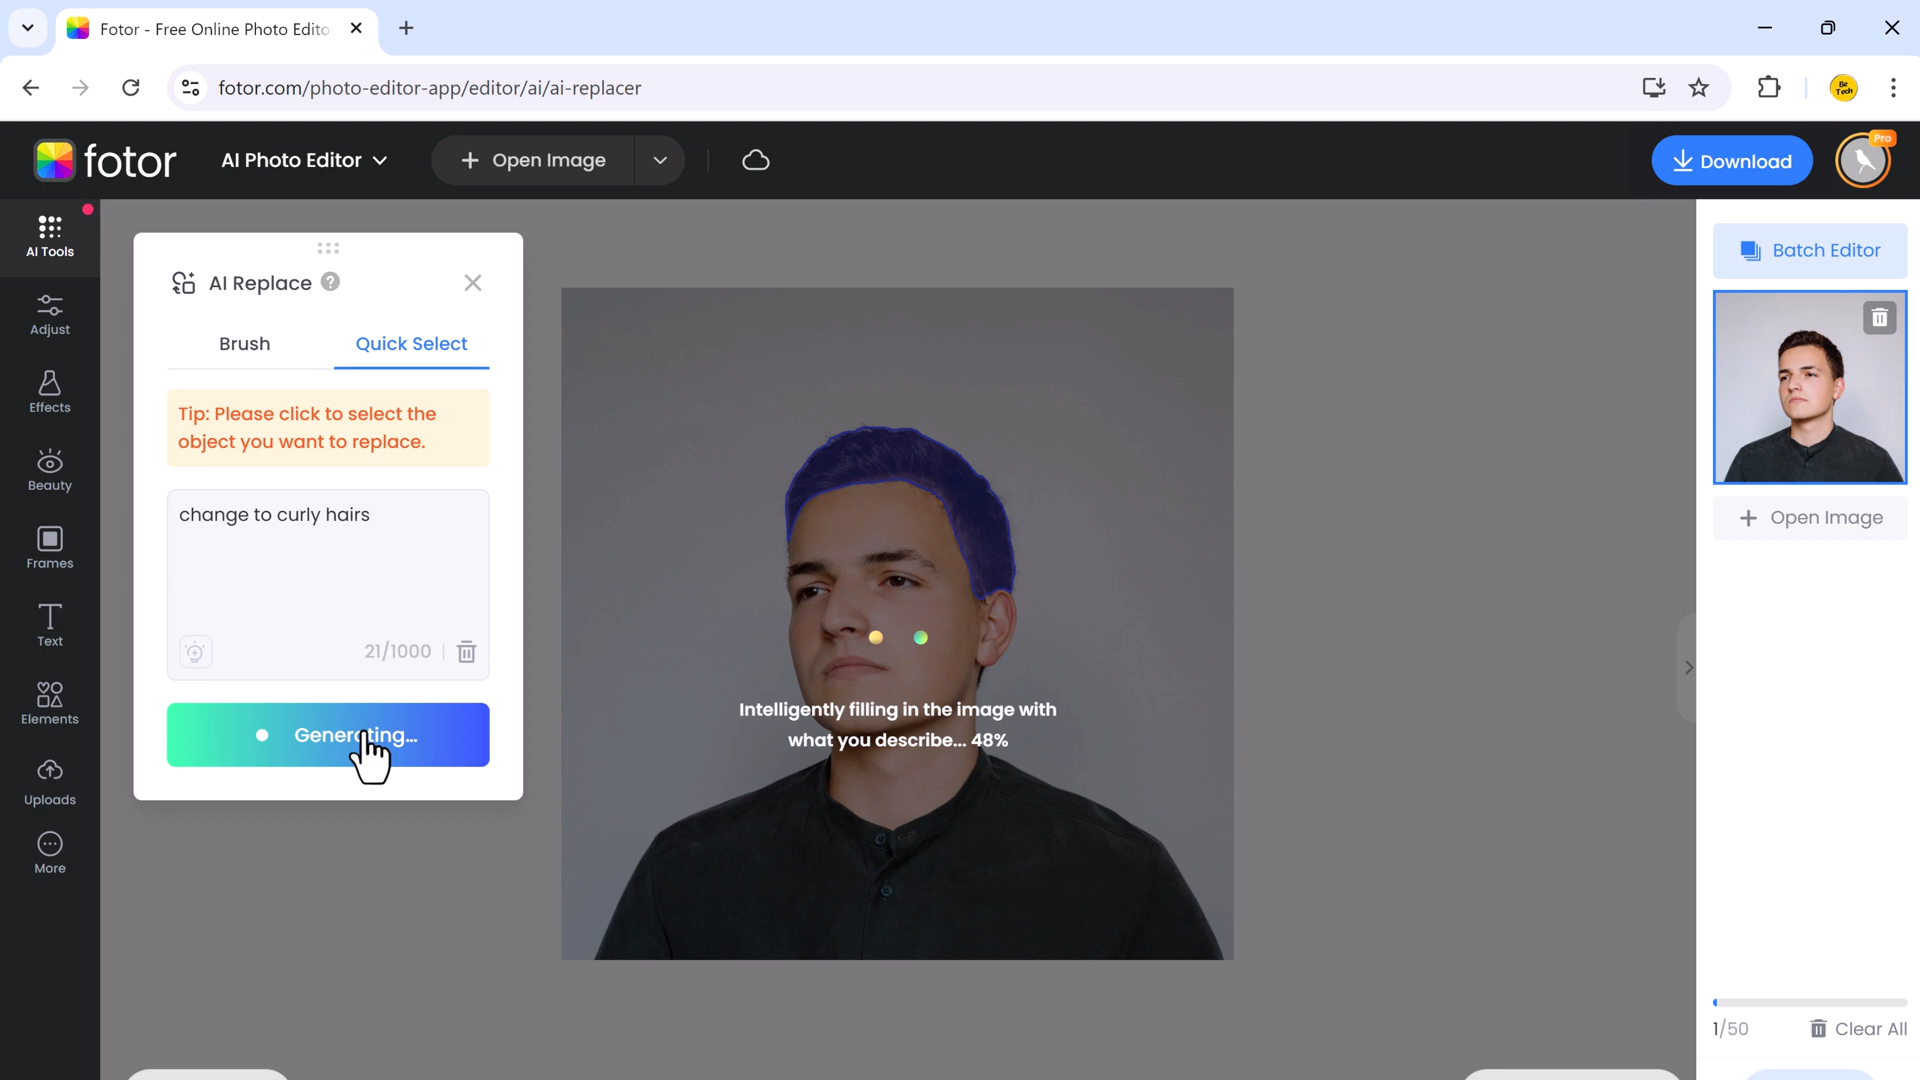 Fotor - Free Online Photo Edito
fotor.com/photo-editor-app/editor/ai/ai-replacer
Be
Tech
fotor
AI Photo Editor
Open Image
Download
Pro
AI Tools
Adjust
Effects
Beauty
Frames
Text
Elements
Uploads
More
AI Replace
?
Brush
Quick Select
Tip: Please click to select the
object you want to replace.
change to curly hairs
21/1000
Generating...
Intelligently filling in the image with
what you describe... 48%
Batch Editor
Open Image
1/50
Clear All